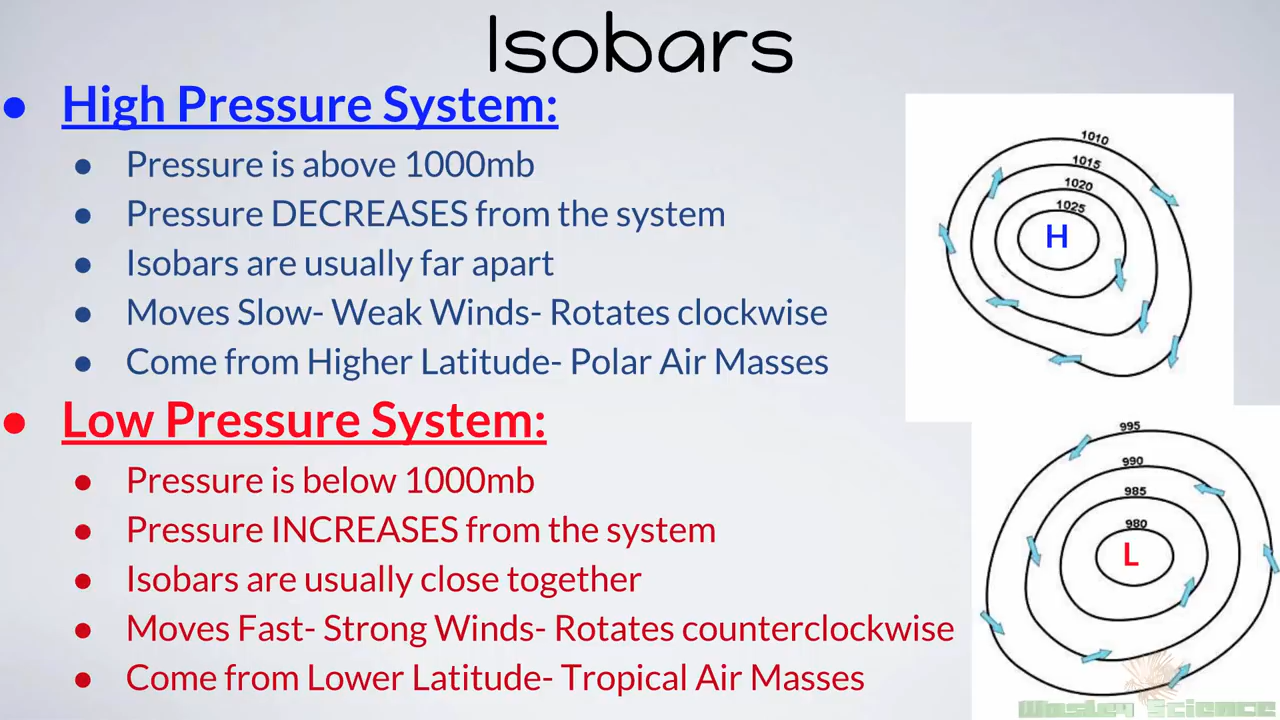 Isobars
High Pressure System:
Pressure is above 1000mb
Pressure DECREASES from the system
Isobars are usually far apart
Moves Slow- Weak Winds- Rotates clockwise
Come from Higher Latitude- Polar Air Masses
1010
1015
1020
1025
H
Low Pressure System:
Pressure is below 1000mb
Pressure INCREASES from the system
Isobars are usually close together
Moves Fast- Strong Winds- Rotates counterclockwise
Come from Lower Latitude- Tropical Air Masses
995
990
985
980
L
Wasley Science